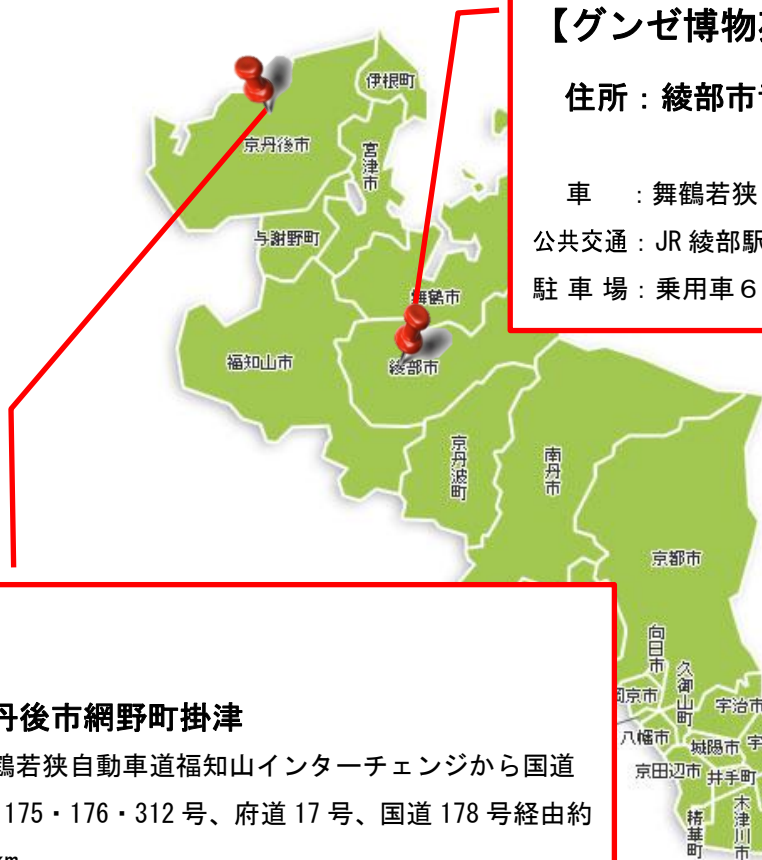 【グンゼ博物
住所：綾部市
車　：舞鶴若狭
公共交通：JR 綾部駅
駐 車 場：乗用車６
伊根町
京丹後市
宮津市
与謝野町
舞鶴市
福知山市
綾部市
京丹波町
南丹市
京都市
向日市
久御山町
岡京市
宇治市
八幡市
城陽市
宇
京田辺市
井手町
木津川市
精華町
丹後市網野町掛津
鶴若狭自動車道福知山インターチェンジから国道
175・176・312 号、府道 17 号、国道 178 号経由約